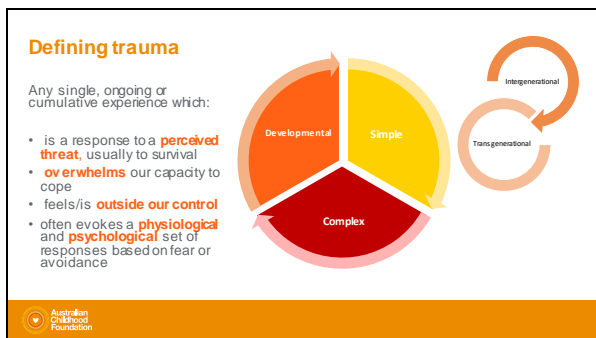 Defining trauma
Any single, ongoing or
cumulative experience which:
• is a response to a perceived
threat, usually to survival
• overwhelms our capacity to
cope
• feels/is outside our control
• often evokes a physiological
and psychological set of
responses based on fear or
avoidance
Developmental
Simple
Complex
Intergenerational
Transgenerational
Australian
Childhood
Foundation